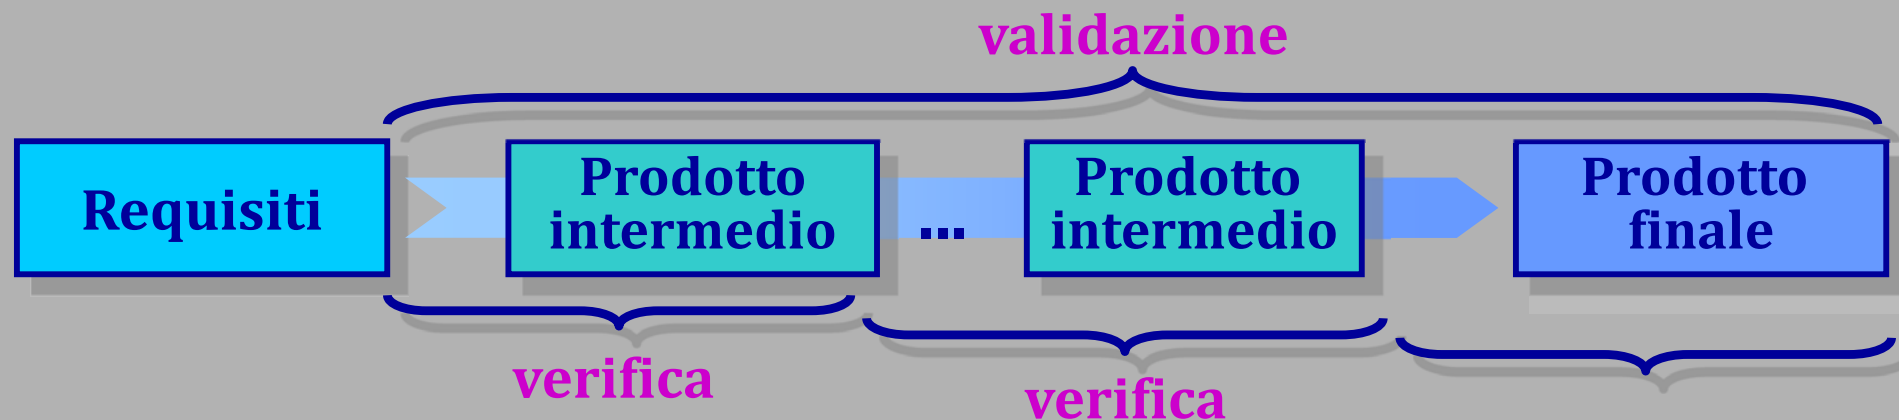 validazione
Requisiti
Prodotto
intermedio
...
Prodotto
intermedio
Prodotto
finale
verifica
verifica